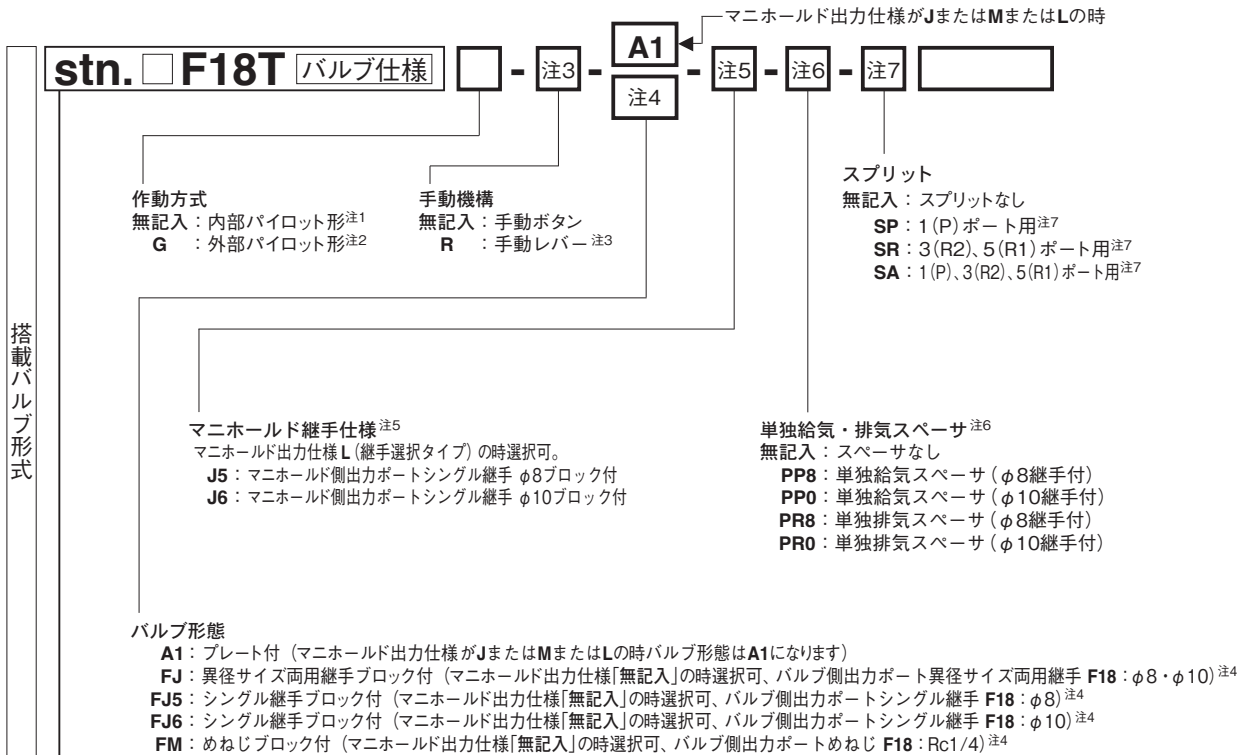 マニホールド出力仕様がJまたはMまたはLの時
stn. □ F18T バルブ仕様 □ - 注3 - A1 - 注5 - 注6 - 注7
注4
作動方式
無記入：内部パイロット形注1
G ：外部パイロット形注2
手動機構
無記入：手動ボタン
R ：手動レバー注3
スプリット
無記入：スプリットなし
SP：1(P)ポート用注7
SR：3(R2)、5(R1)ポート用注7
SA：1(P)、3(R2)、5(R1)ポート用注7
搭載バルブ形式
マニホールド継手仕様注5
マニホールド出力仕様L（継手選択タイプ）の時選択可。
J5：マニホールド側出力ポートシングル継手 φ8ブロック付
J6：マニホールド側出力ポートシングル継手 φ10ブロック付
単独給気・排気スペーサ注6
無記入：スペーサなし
PP8：単独給気スペーサ（φ8継手付）
PP0：単独給気スペーサ（φ10継手付）
PR8：単独排気スペーサ（φ8継手付）
PR0：単独排気スペーサ（φ10継手付）
バルブ形態
A1：プレート付（マニホールド出力仕様がJまたはMまたはLの時バルブ形態はA1になります）
FJ：異径サイズ両用継手ブロック付（マニホールド出力仕様「無記入」の時選択可、バルブ側出力ポート異径サイズ両用継手 F18：φ8・φ10）注4
FJ5：シングル継手ブロック付（マニホールド出力仕様「無記入」の時選択可、バルブ側出力ポートシングル継手 F18：φ8）注4
FJ6：シングル継手ブロック付（マニホールド出力仕様「無記入」の時選択可、バルブ側出力ポートシングル継手 F18：φ10）注4
FM：めねじブロック付（マニホールド出力仕様「無記入」の時選択可、バルブ側出力ポートめねじ F18：Rc1/4）注4